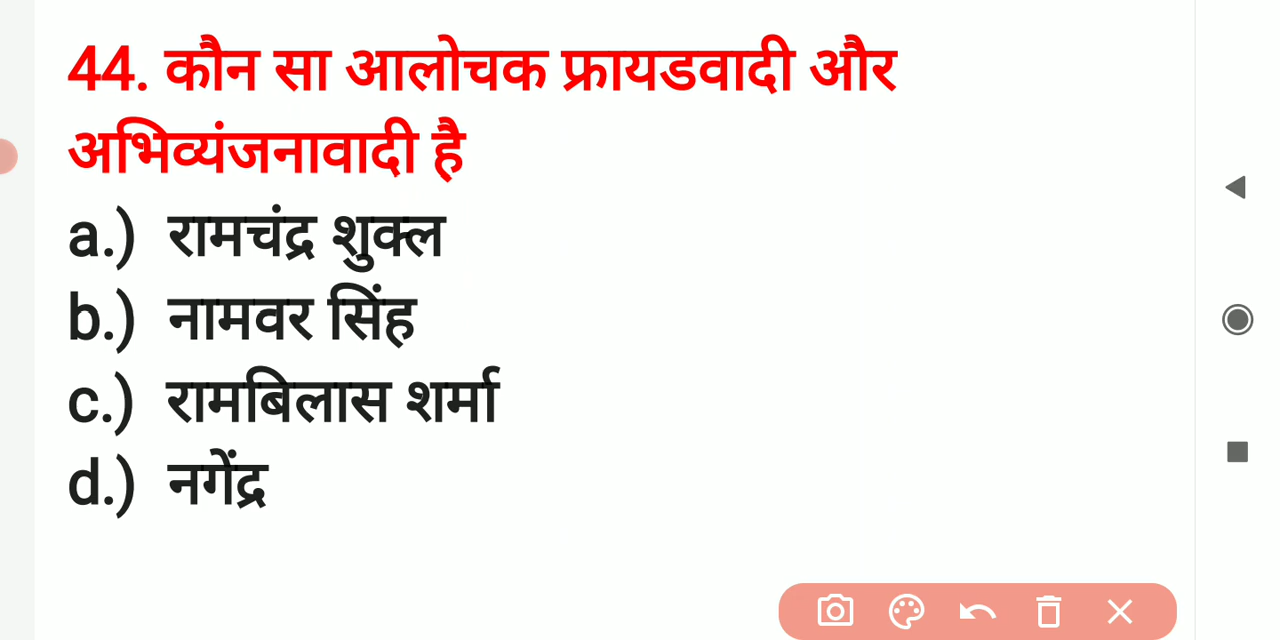 44. कौन सा आलोचक फ्रायडवादी और
अभिव्यंजनावादी है
a.) रामचंद्र शुक्ल
b.) नामवर सिंह
c.) रामबिलास शर्मा
d.) नगेंद्र